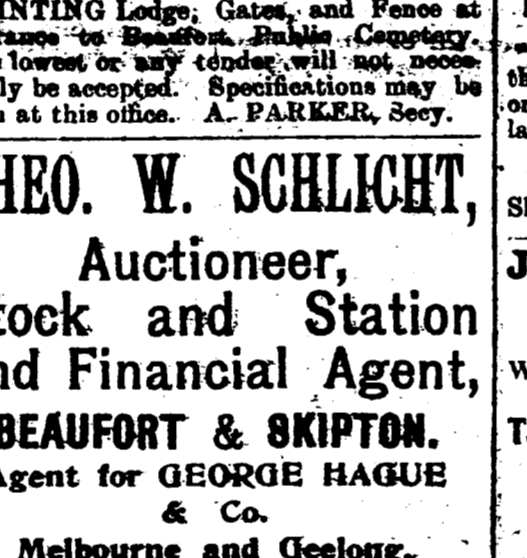 INTING Lodge, Gates, and Fence at
rance to Beaufort Public Cemetery.
lowest or any tender will not neces-
ly be accepted. Specifications may be
at this office. A. PARKER, Secy.
HEO. W. SCHLICHT,
Auctioneer,
tock and Station
nd Financial Agent,
BEAUFORT & SKIPTON.
Agent for GEORGE HAGUE
& Co.
Melbourne and Geelong.